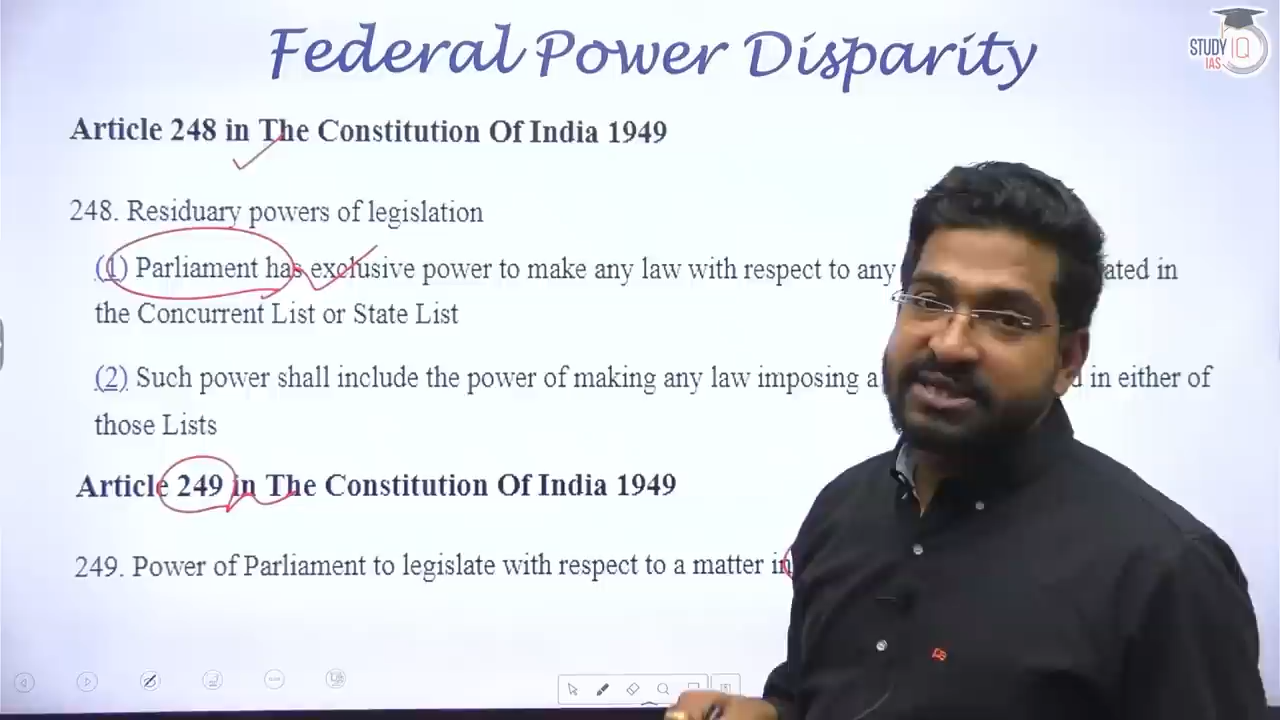 Federal Power Disparity
STUDY IQ
IAS
Article 248 in The Constitution Of India 1949
248. Residuary powers of legislation
(1) Parliament has exclusive power to make any law with respect to any
the Concurrent List or State List
(2) Such power shall include the power of making any law imposing a in either of
those Lists
Article 249 in The Constitution Of India 1949
249. Power of Parliament to legislate with respect to a matter in